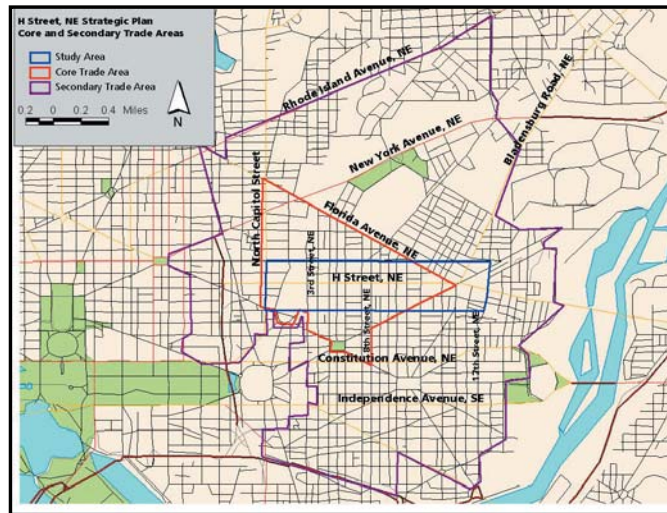 H Street, NE Strategic Plan
Core and Secondary Trade Areas
Study Area
Core Trade Area
Secondary Trade Area
0.2 0 0.2 0.4 Miles
N
Rhode Island Avenue, NE
Bladensburg Road, NE
New York Avenue, NE
North Capitol Street
Florida Avenue, NE
3rd Street, NE
H Street, NE
8th Street, NE
12th Street, NE
Constitution Avenue, NE
Independence Avenue, SE